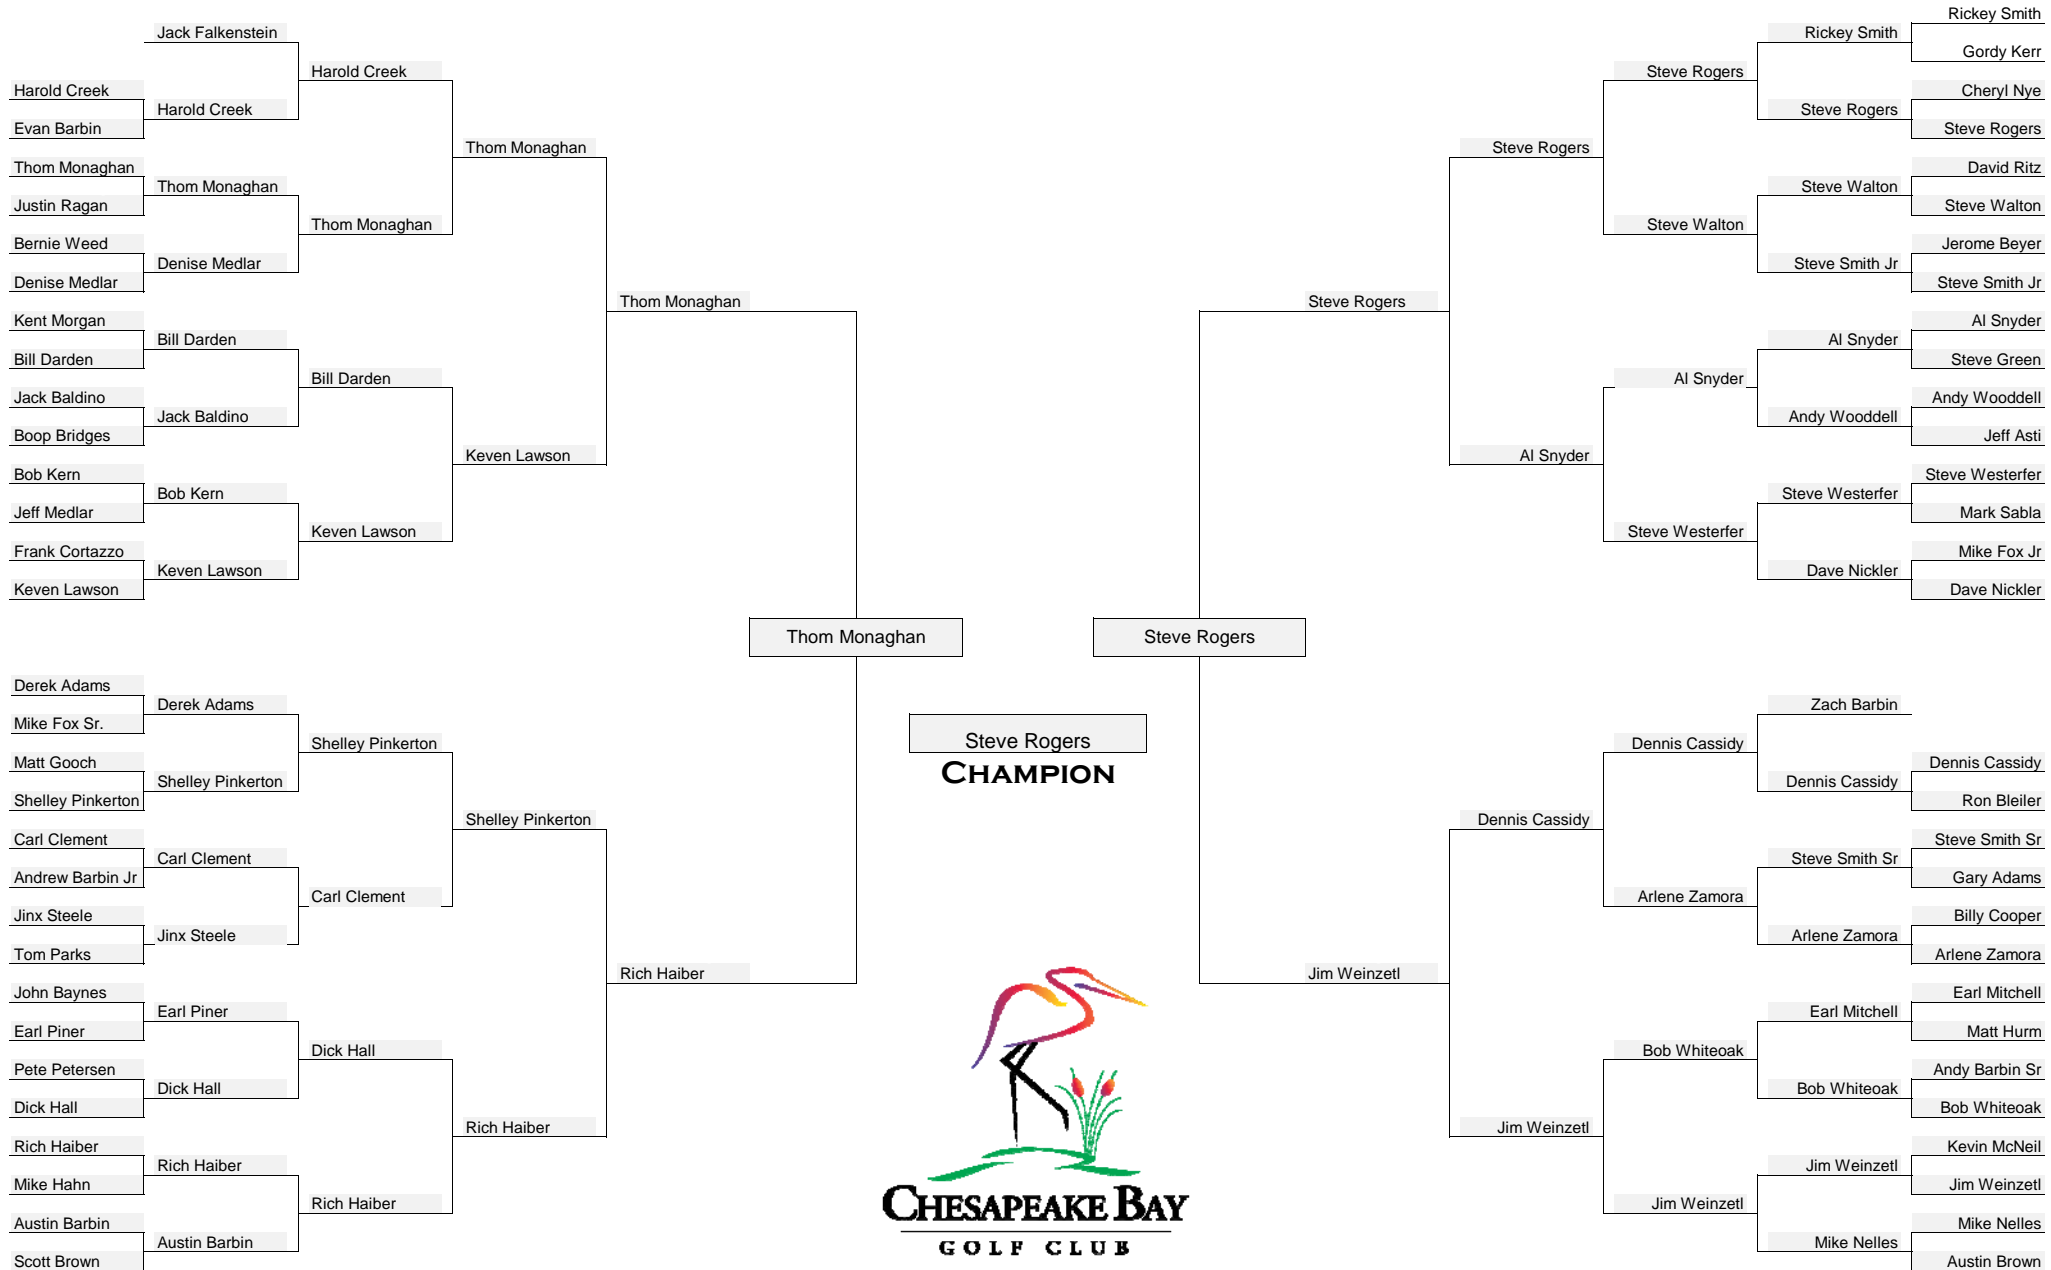 Jack Falkenstein
Harold Creek
Harold Creek
Harold Creek
Evan Barbin
Thom Monaghan
Thom Monaghan
Thom Monaghan
Justin Ragan
Thom Monaghan
Bernie Weed
Denise Medlar
Denise Medlar
Thom Monaghan
Kent Morgan
Bill Darden
Bill Darden
Bill Darden
Jack Baldino
Jack Baldino
Boop Bridges
Keven Lawson
Bob Kern
Bob Kern
Jeff Medlar
Keven Lawson
Frank Cortazzo
Keven Lawson
Keven Lawson
Thom Monaghan
Derek Adams
Derek Adams
Mike Fox Sr.
Shelley Pinkerton
Matt Gooch
Shelley Pinkerton
Shelley Pinkerton
Shelley Pinkerton
Carl Clement
Carl Clement
Andrew Barbin Jr
Carl Clement
Jinx Steele
Jinx Steele
Tom Parks
Rich Haiber
John Baynes
Earl Piner
Earl Piner
Dick Hall
Pete Petersen
Dick Hall
Dick Hall
Rich Haiber
Rich Haiber
Rich Haiber
Mike Hahn
Rich Haiber
Austin Barbin
Austin Barbin
Scott Brown
Steve Rogers
CHAMPION
CHESAPEAKE BAY
GOLF CLUB
Rickey Smith
Rickey Smith
Gordy Kerr
Steve Rogers
Cheryl Nye
Steve Rogers
Steve Rogers
Steve Rogers
David Ritz
Steve Walton
Steve Walton
Steve Walton
Jerome Beyer
Steve Smith Jr
Steve Smith Jr
Steve Rogers
Al Snyder
Al Snyder
Steve Green
Al Snyder
Andy Wooddell
Andy Wooddell
Jeff Asti
Al Snyder
Steve Westerfer
Steve Westerfer
Mark Sabla
Steve Westerfer
Mike Fox Jr
Dave Nickler
Dave Nickler
Steve Rogers
Zach Barbin
Dennis Cassidy
Dennis Cassidy
Dennis Cassidy
Ron Bleiler
Dennis Cassidy
Steve Smith Sr
Steve Smith Sr
Gary Adams
Arlene Zamora
Billy Cooper
Arlene Zamora
Arlene Zamora
Jim Weinzetl
Earl Mitchell
Earl Mitchell
Matt Hurm
Bob Whiteoak
Andy Barbin Sr
Bob Whiteoak
Bob Whiteoak
Jim Weinzetl
Kevin McNeil
Jim Weinzetl
Jim Weinzetl
Jim Weinzetl
Mike Nelles
Mike Nelles
Austin Brown